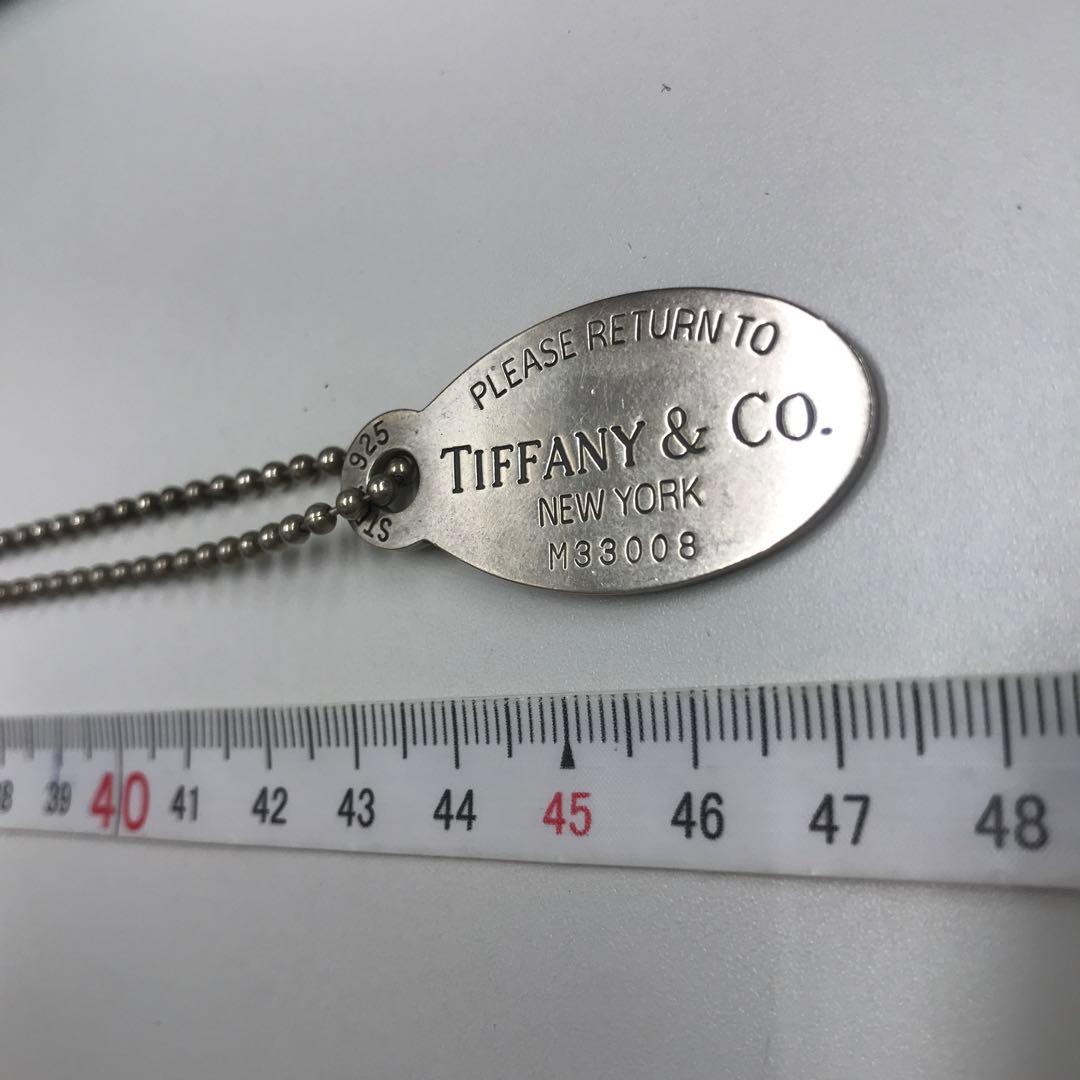 PLEASE RETURN TO
TIFFANY & CO.
NEW YORK
M33008
925
39 40 41 42 43 44 45 46 47 48